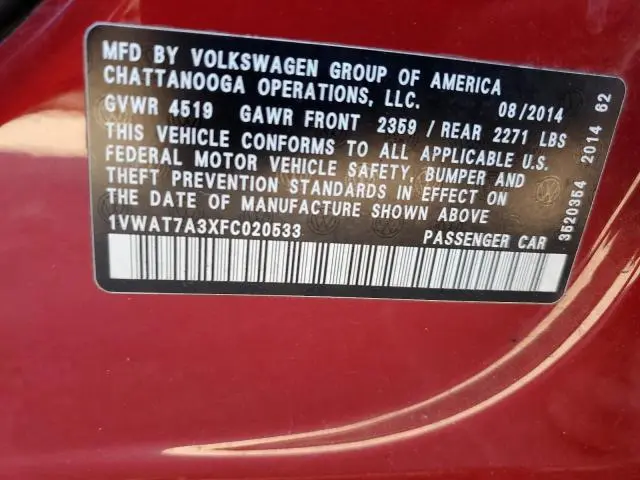 MFD BY VOLKSWAGEN GROUP OF AMERICA
CHATTANOOGA OPERATIONS, LLC. 08/2014
GVWR 4519 GAWR FRONT 2359 / REAR 2271 LBS
THIS VEHICLE CONFORMS TO ALL APPLICABLE U.S.
FEDERAL MOTOR VEHICLE SAFETY, BUMPER AND
THEFT PREVENTION STANDARDS IN EFFECT ON
THE DATE OF MANUFACTURE SHOWN ABOVE
1VWAT7A3XFC020533 PASSENGER CAR
3520354 2014 62